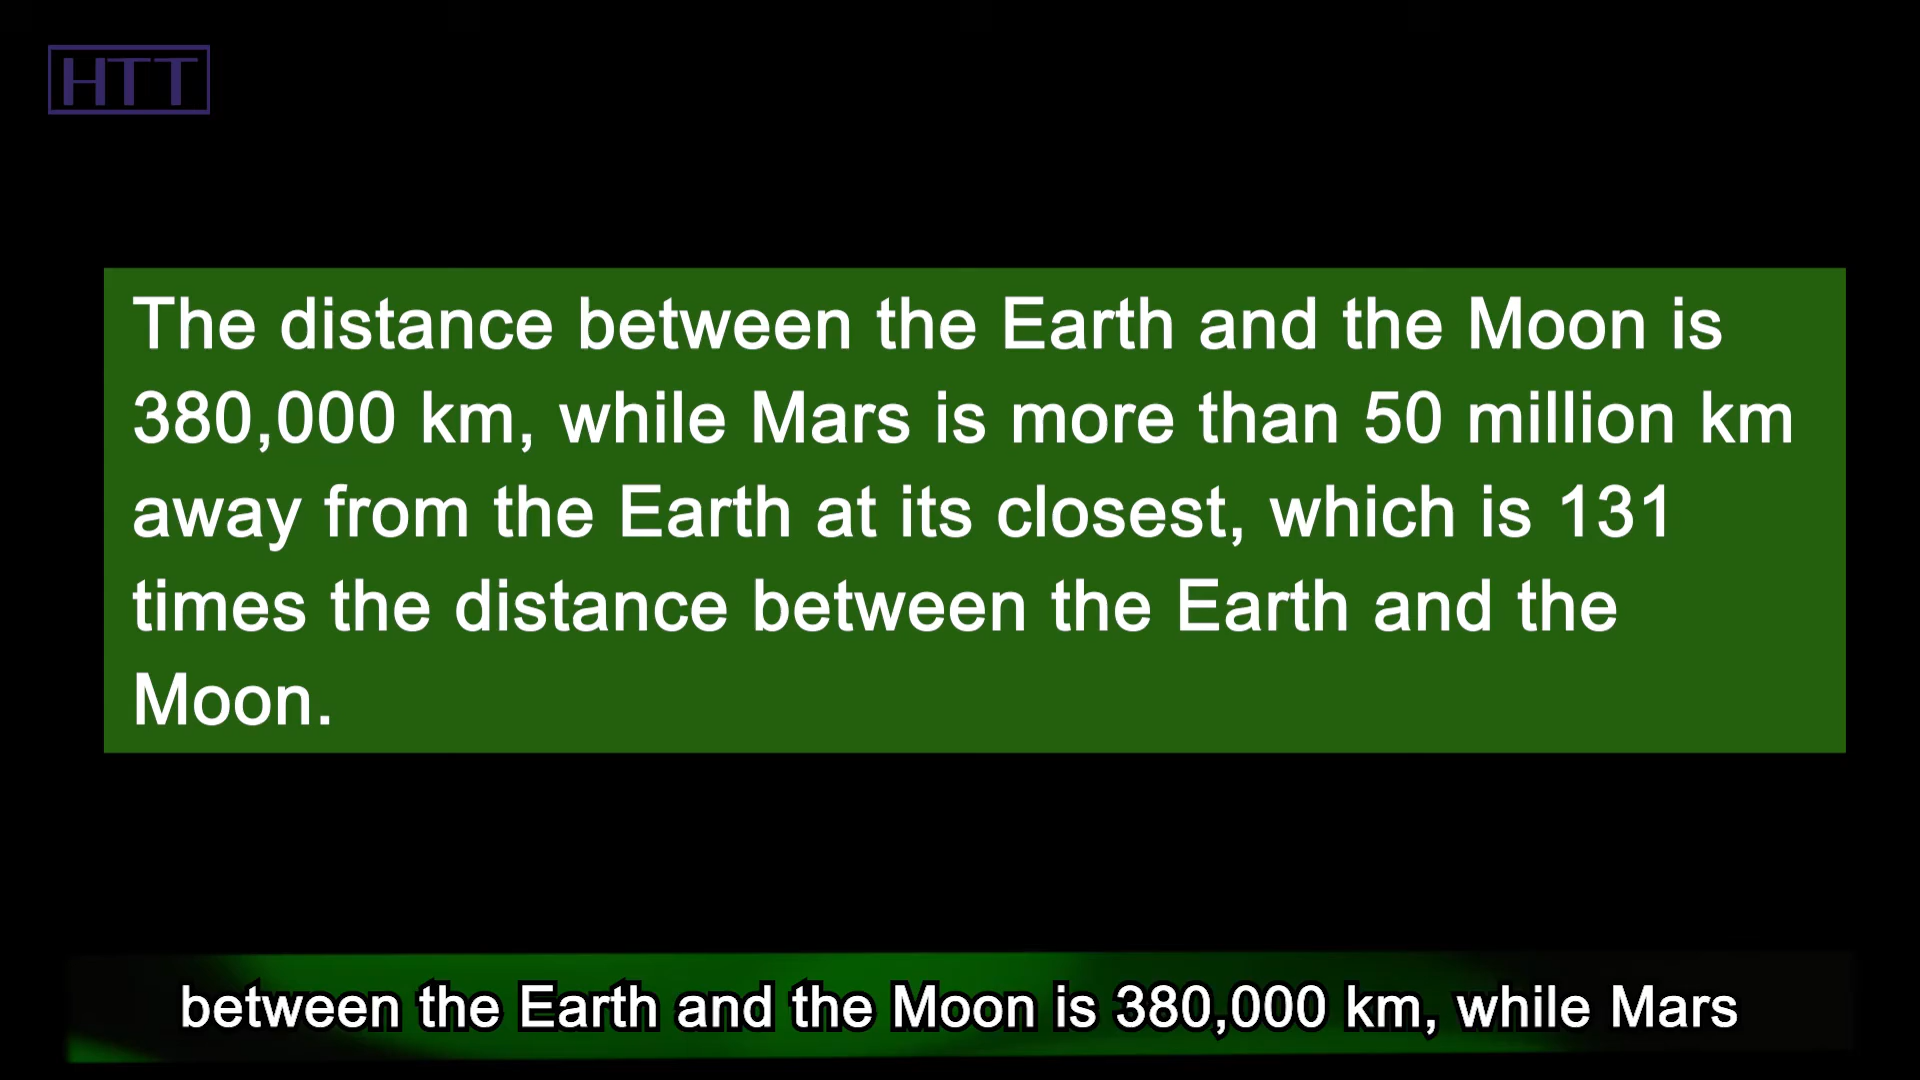 HTT
The distance between the Earth and the Moon is
380,000 km, while Mars is more than 50 million km
away from the Earth at its closest, which is 131
times the distance between the Earth and the
Moon.
between the Earth and the Moon is 380,000 km, while Mars